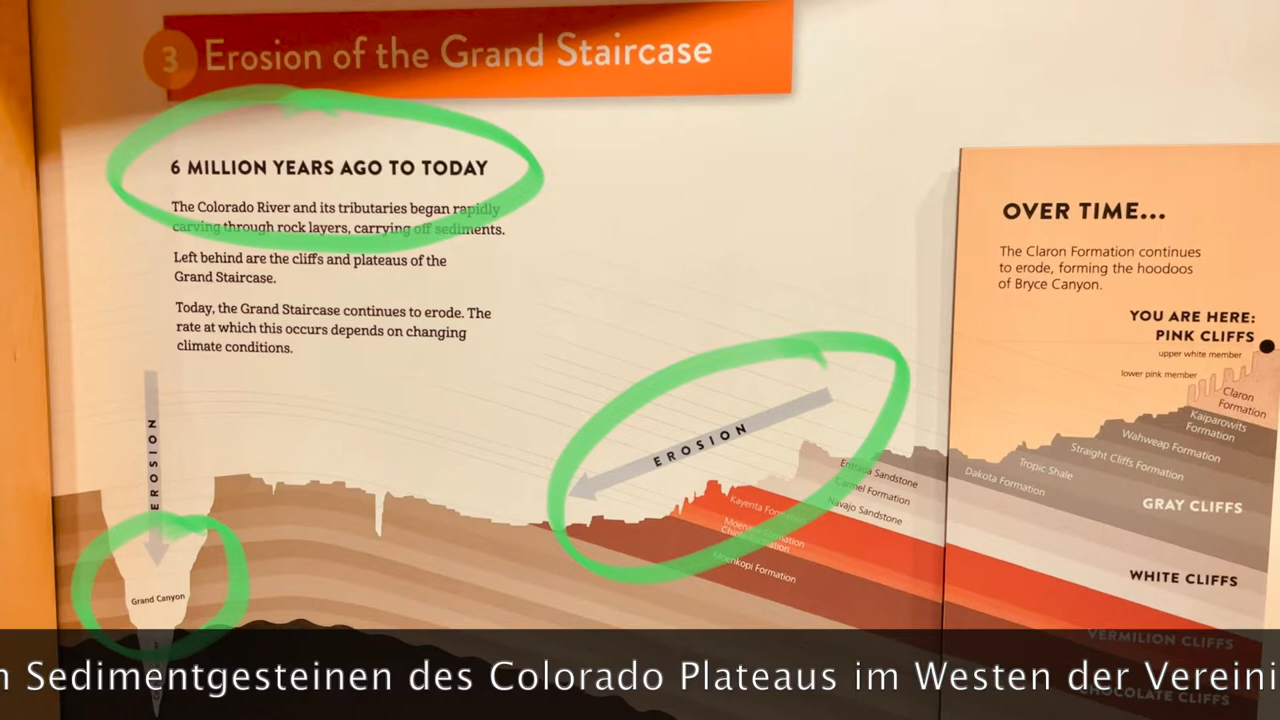 3 Erosion of the Grand Staircase
6 MILLION YEARS AGO TO TODAY
The Colorado River and its tributaries began rapidly
carving through rock layers, carrying off sediments.
Left behind are the cliffs and plateaus of the
Grand Staircase.
Today, the Grand Staircase continues to erode. The
rate at which this occurs depends on changing
climate conditions.
EROSION
Grand Canyon
EROSION
OVER TIME...
The Claron Formation continues
to erode, forming the hoodoos
of Bryce Canyon.
YOU ARE HERE:
PINK CLIFFS
upper white member
lower pink member
Claron
Formation
Kaiparowits
Formation
Wahweap Formation
Straight Cliffs Formation
Tropic Shale
Dakota Formation
Entrada Sandstone
Carmel Formation
Navajo Sandstone
Kayenta Formation
Moenave Formation
Chinle Formation
Moenkopi Formation
GRAY CLIFFS
WHITE CLIFFS
VERMILION CLIFFS
CHOCOLATE CLIFFS
n Sedimentgesteinen des Colorado Plateaus im Westen der Vereini